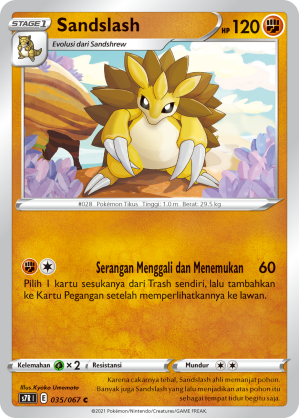 STAGE 1
Sandslash
HP 120
Evolusi dari Sandshrew
#028 Pokémon Tikus Tinggi: 1.0 m Berat: 29.5 kg
Serangan Menggali dan Menemukan 60
Pilih 1 kartu sesukanya dari Trash sendiri, lalu tambahkan
ke Kartu Pegangan setelah memperlihatkannya ke lawan.
Kelemahan × 2 Resistansi Mundur
Illus. Kyoko Umemoto
s7R I E 035/067 C
Karena cakarnya tebal, Sandslash ahli memanjat pohon.
Banyak juga Sandslash yang menjadikan atas pohon itu
sebagai tempat tidur begitu saja.
©2021 Pokémon/Nintendo/Creatures/GAME FREAK.